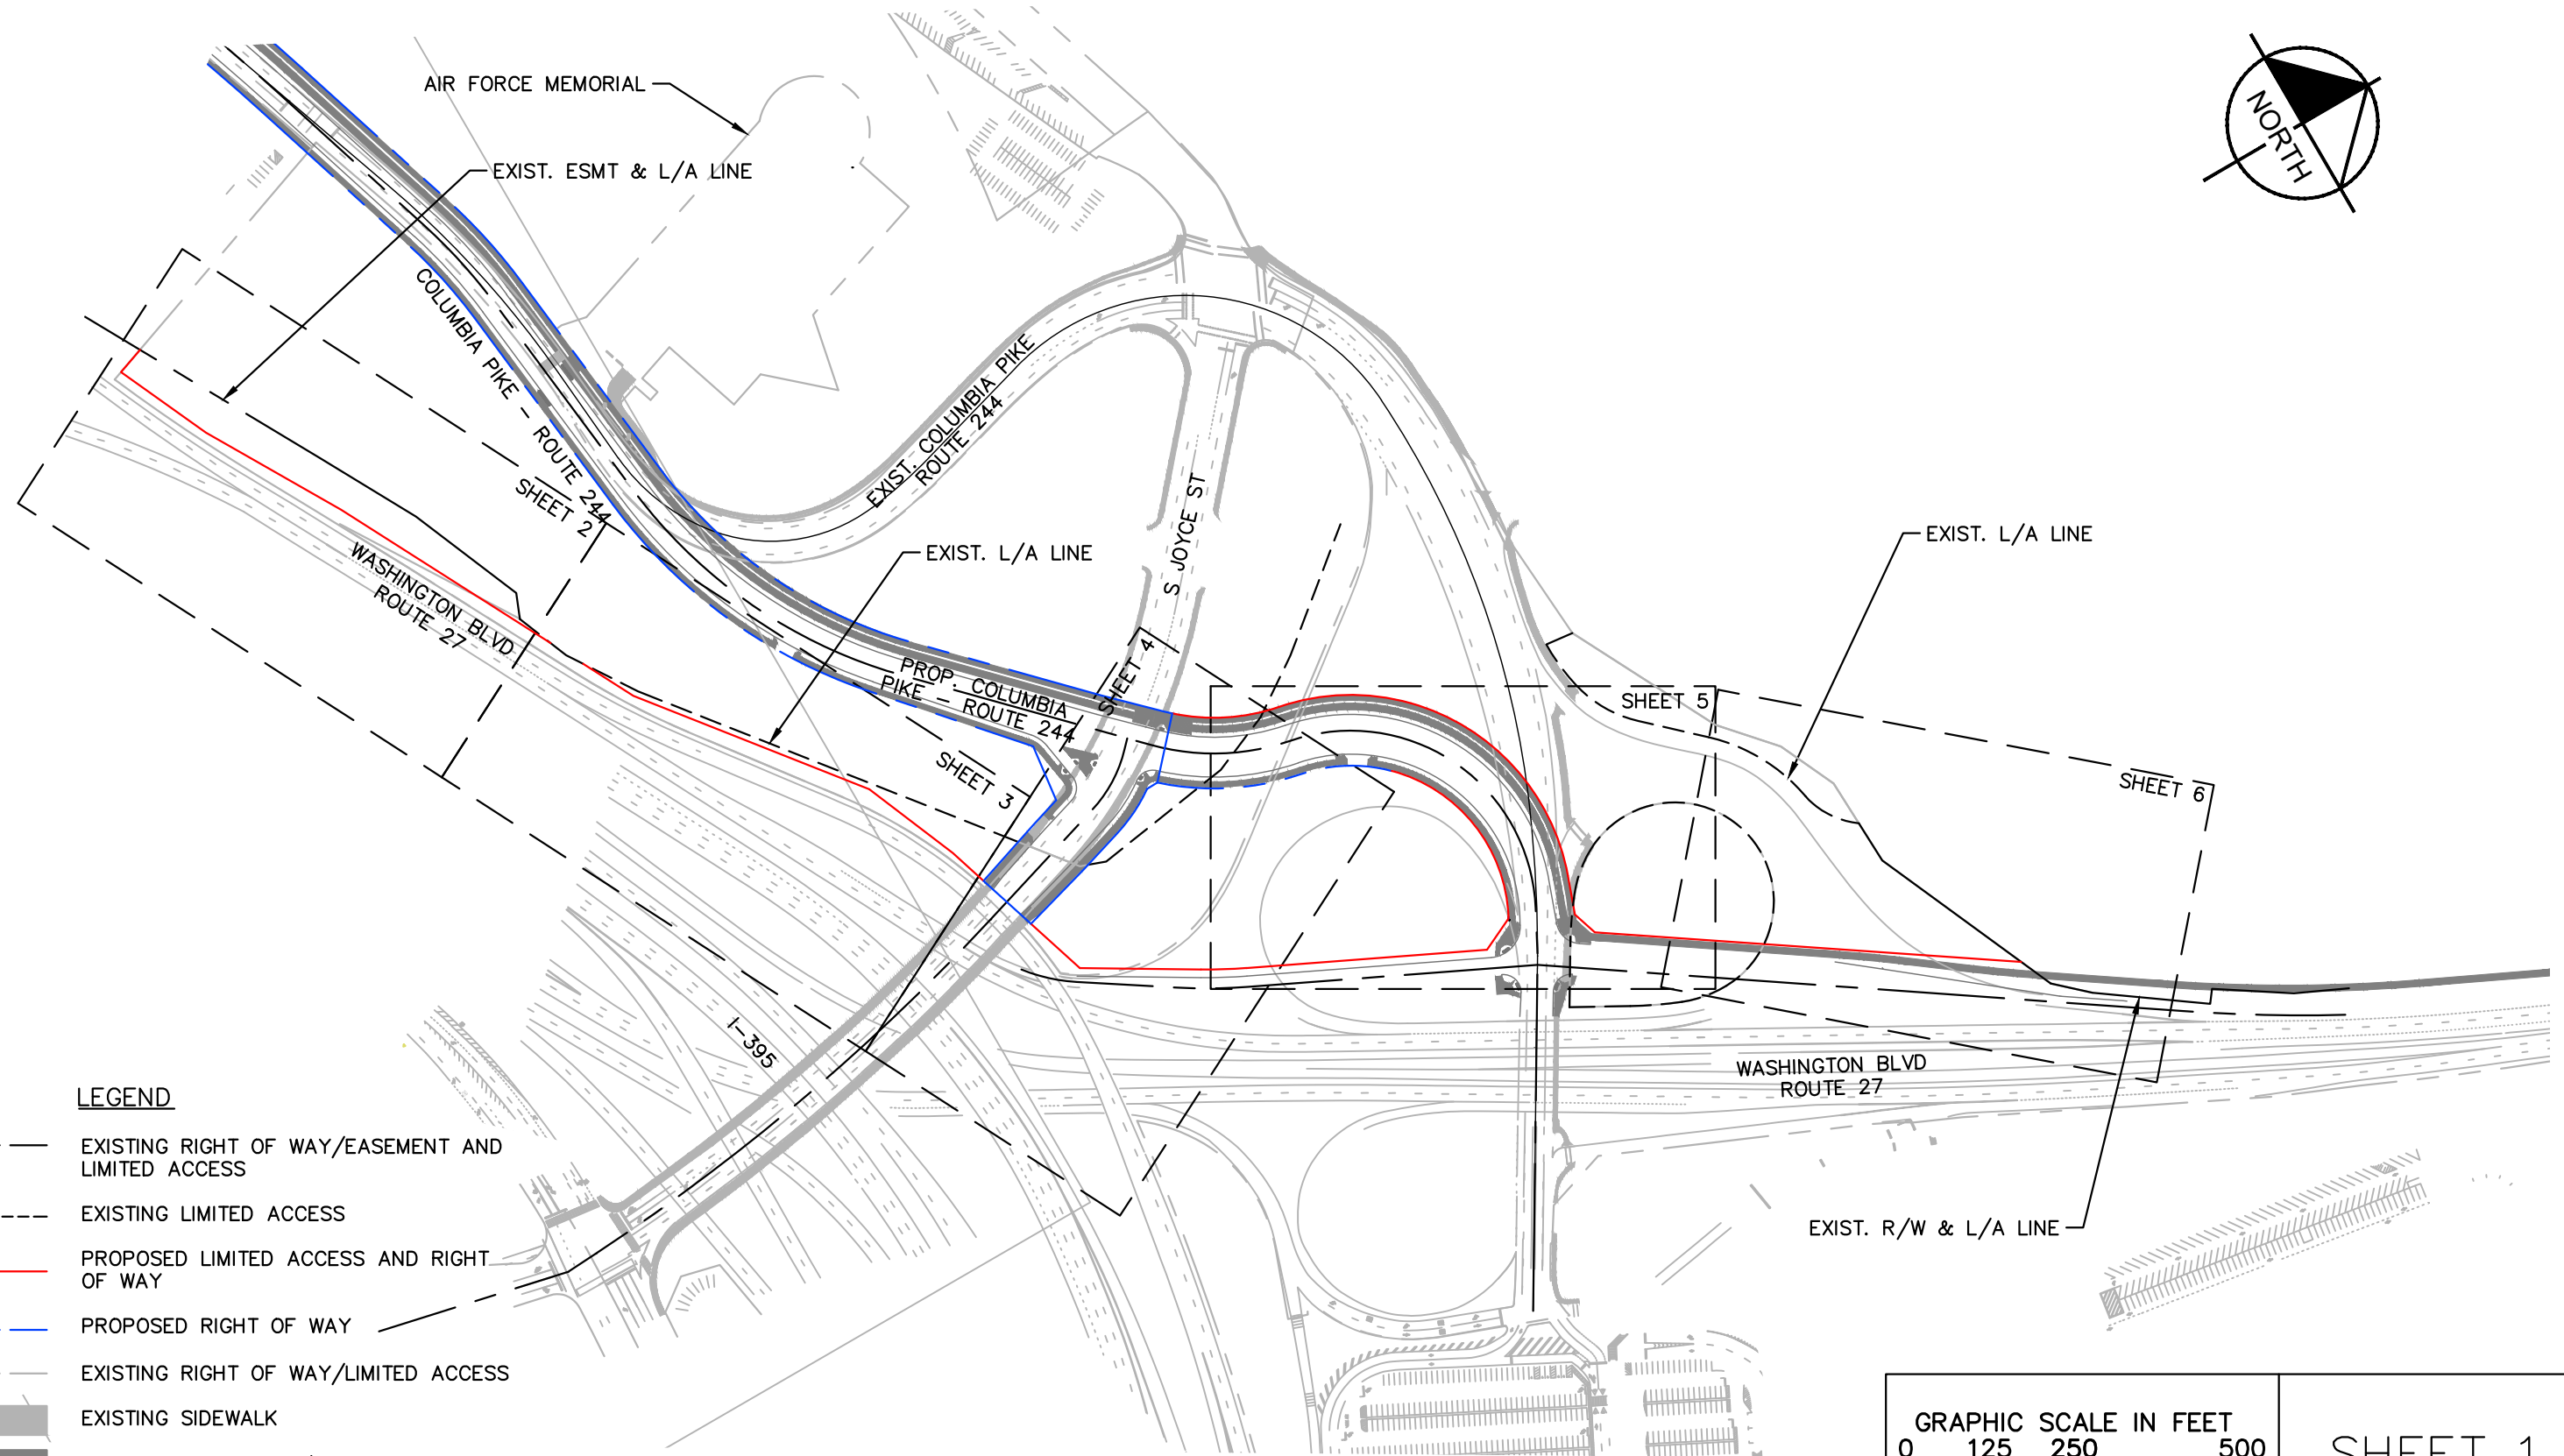 AIR FORCE MEMORIAL
EXIST. ESMT & L/A LINE
NORTH
COLUMBIA PIKE - ROUTE 244
EXIST. COLUMBIA PIKE
ROUTE 244
SHEET 2
S JOYCE ST
EXIST. L/A LINE
EXIST. L/A LINE
WASHINGTON BLVD
ROUTE 27
PROP. COLUMBIA
PIKE - ROUTE 244
SHEET 4
SHEET 3
SHEET 5
SHEET 6
I-395
WASHINGTON BLVD
ROUTE 27
EXIST. R/W & L/A LINE
LEGEND
EXISTING RIGHT OF WAY/EASEMENT AND
LIMITED ACCESS
EXISTING LIMITED ACCESS
PROPOSED LIMITED ACCESS AND RIGHT
OF WAY
PROPOSED RIGHT OF WAY
EXISTING RIGHT OF WAY/LIMITED ACCESS
EXISTING SIDEWALK
GRAPHIC SCALE IN FEET
0 125 250 500
SHEET 1